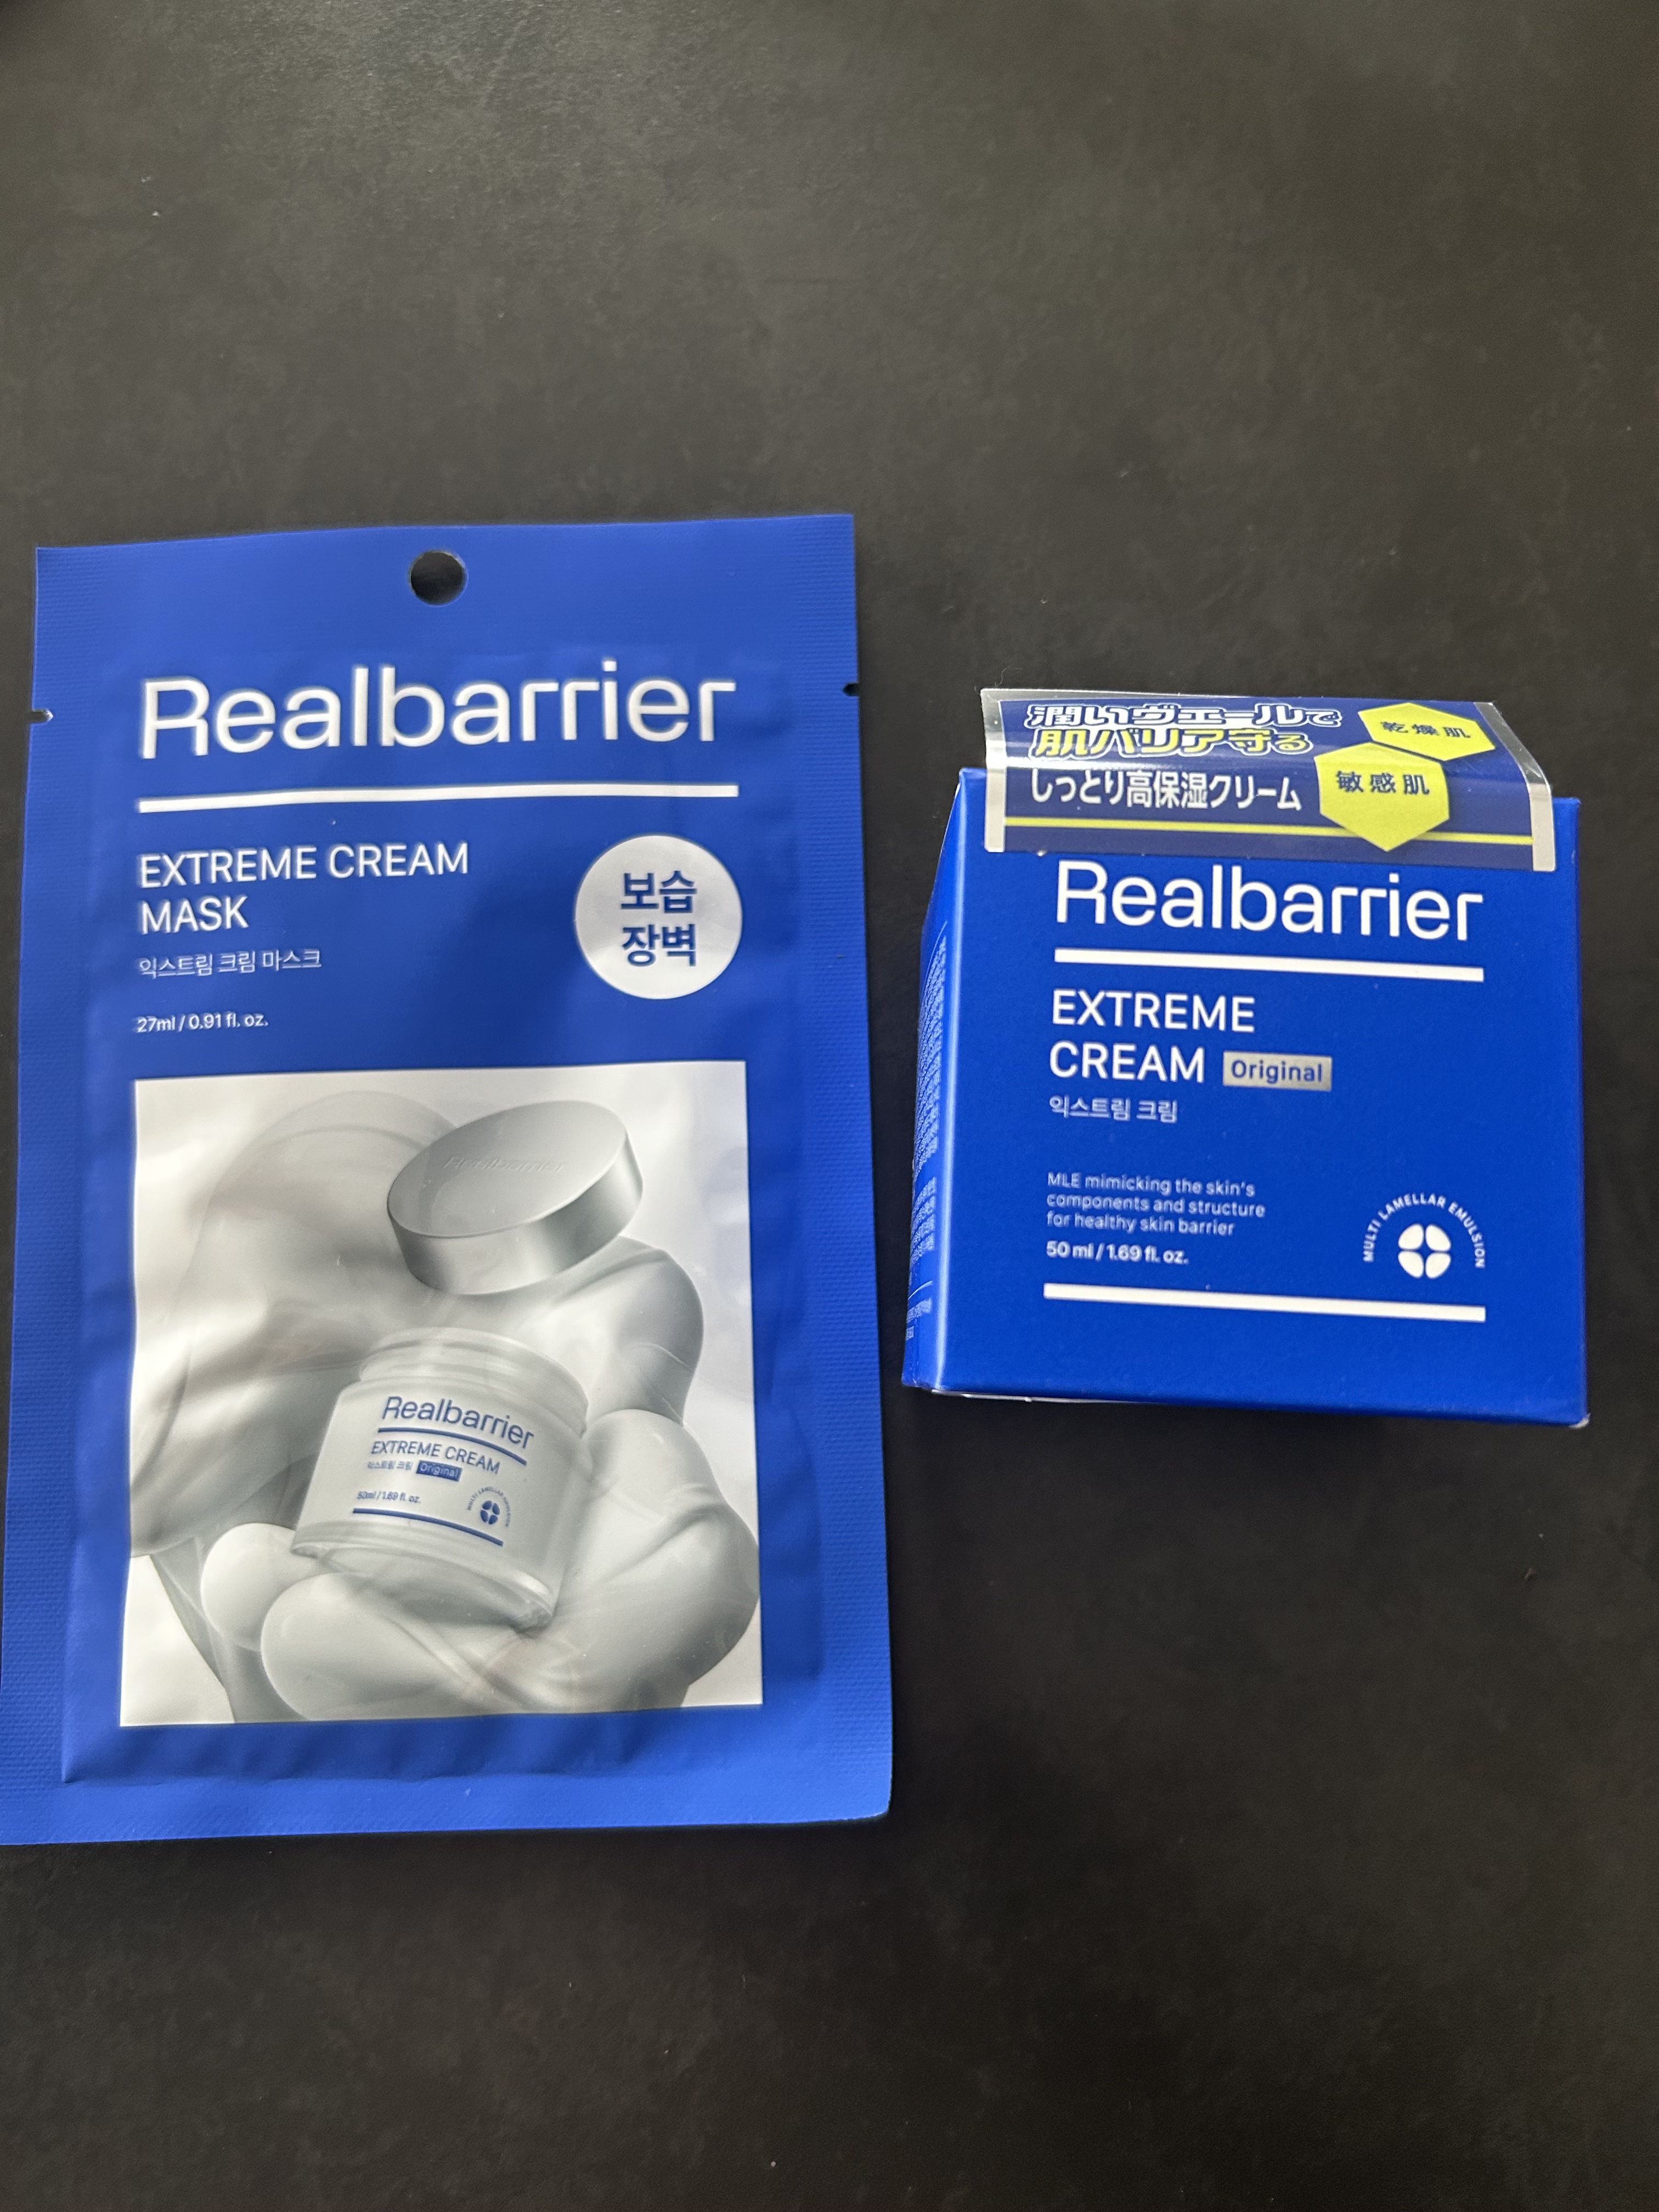 Realbarrier
EXTREME CREAM
MASK
익스트림 크림 마스크
27ml / 0.91 fl. oz.
보습
장벽
Realbarrier
Realbarrier
EXTREME CREAM
익스트림 크림 Original
50ml / 1.69 fl. oz.
MULTI LAMELLAR EMULSION
潤いヴェールで
肌バリア守る
しっとり高保湿クリーム
乾燥肌
敏感肌
Realbarrier
EXTREME
CREAM Original
익스트림 크림
MLE mimicking the skin's
components and structure
for healthy skin barrier
50 ml / 1.69 fl. oz.
MULTI LAMELLAR EMULSION